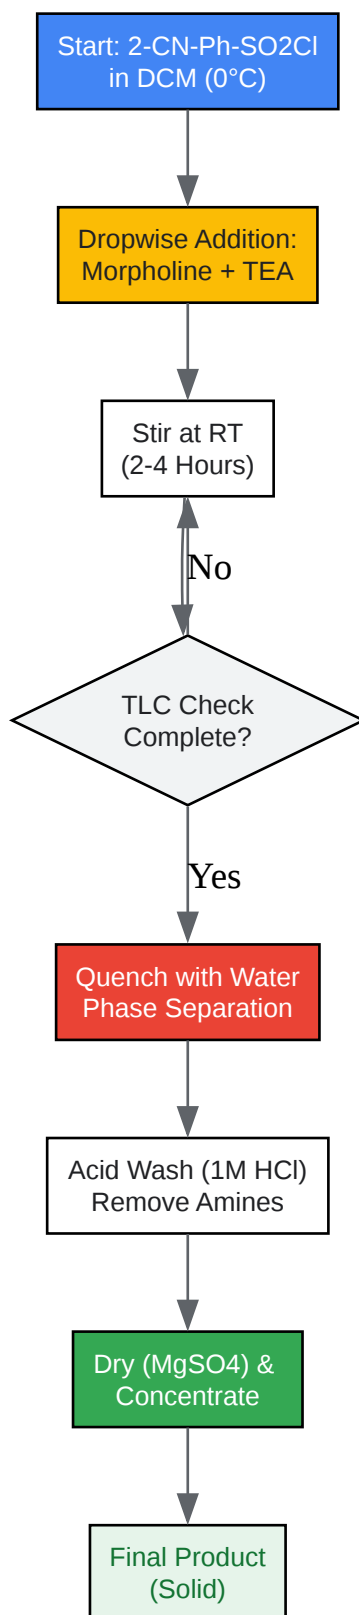 Start: 2-CN-Ph-SO2Cl
in DCM (0°C)
Dropwise Addition:
Morpholine + TEA
Stir at RT
(2-4 Hours)
No
TLC Check
Complete?
Yes
Quench with Water
Phase Separation
Acid Wash (1M HCl)
Remove Amines
Dry (MgSO4) &
Concentrate
Final Product
(Solid)